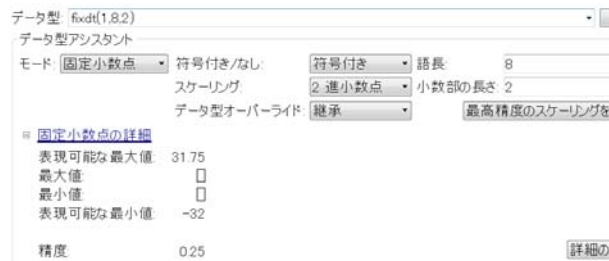 データ型: fixdt(1,8,2)
データ型アシスタント
モード: 固定小数点 符号付き/なし: 符号付き 語長: 8
スケーリング: 2 進小数点 小数部の長さ: 2
データ型オーバーライド: 継承 最高精度のスケーリングを
固定小数点の詳細
表現可能な最大値: 31.75
最大値: []
最小値: []
表現可能な最小値: -32
精度: 0.25 詳細の